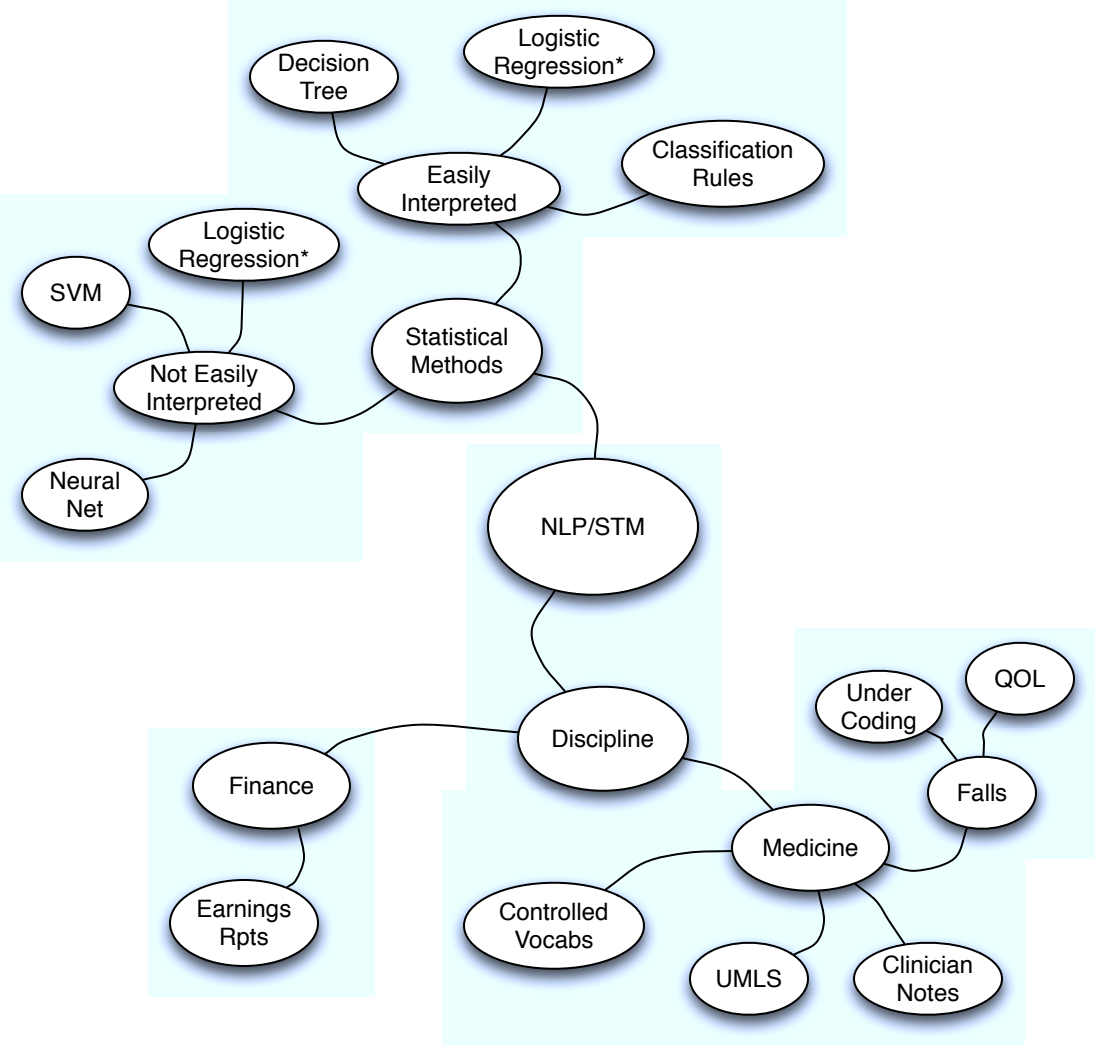 Decision
Tree
Logistic
Regression*
Classification
Rules
Easily
Interpreted
Logistic
Regression*
SVM
Statistical
Methods
Not Easily
Interpreted
Neural
Net
NLP/STM
Discipline
Under
Coding
QOL
Finance
Falls
Medicine
Earnings
Rpts
Controlled
Vocabs
UMLS
Clinician
Notes